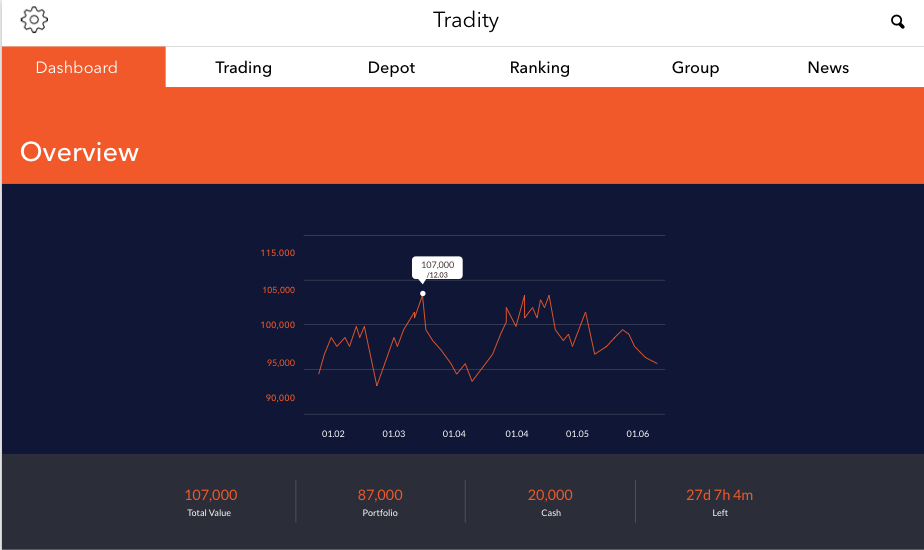 Tradity
Dashboard Trading Depot Ranking Group News
Overview
115.000
107,000
/12.03
105,000
100,000
95,000
90,000
01.02 01.03 01.04 01.04 01.05 01.06
107,000 87,000 20,000 27d 7h 4m
Total Value Portfolio Cash Left